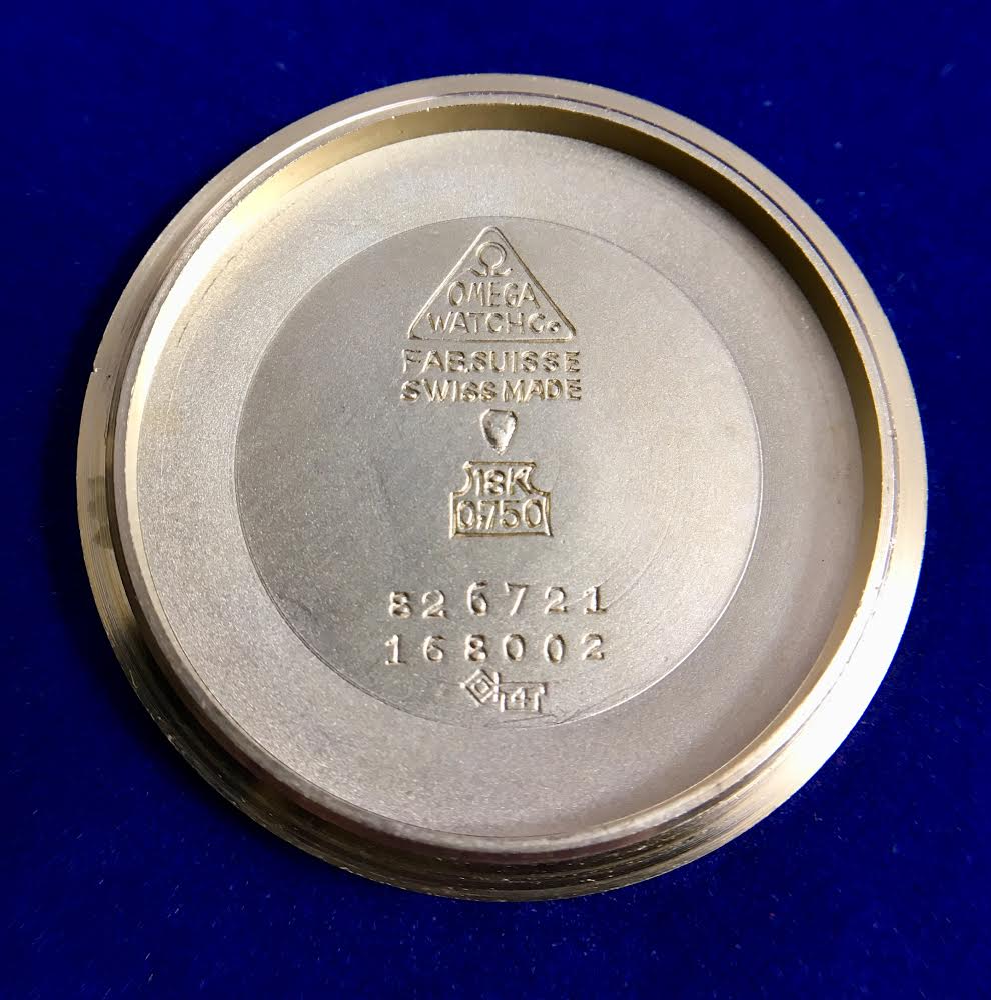 Ω
OMEGA
WATCH Co
FAB. SUISSE
SWISS MADE
18K
0,750
826721
168002